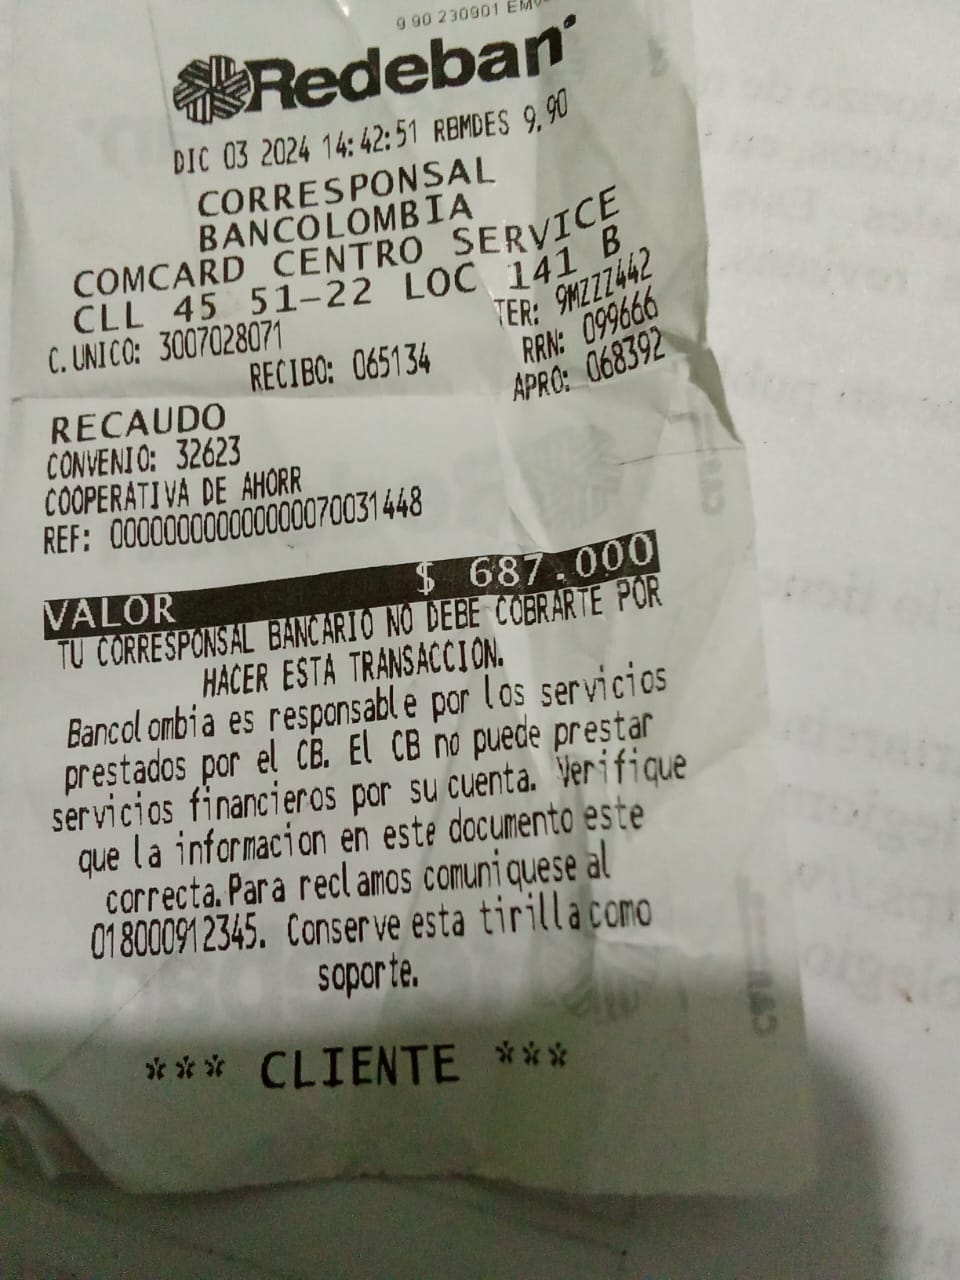 9 90 230901 EMV
Redeban
DIC 03 2024 14:42:51 RBMDES 9,90
CORRESPONSAL
BANCOLOMBIA
COMCARD CENTRO SERVICE
CLL 45 51-22 LOC 141 B
C.UNICO: 3007028071 TER: 9MZZZ442
RECIBO: 065134 RRN: 099666
APRO: 068392
RECAUDO
CONVENIO: 32623
COOPERATIVA DE AHORR
REF: 0000000000000000070031448
VALOR $ 687.000
TU CORRESPONSAL BANCARIO NO DEBE COBRARTE POR
HACER ESTA TRANSACCION.
Bancolombia es responsable por los servicios
prestados por el CB. El CB no puede prestar
servicios financieros por su cuenta. Verifique
que la informacion en este documento este
correcta.Para reclamos comuniquese al
018000912345. Conserve esta tirilla como
soporte.
*** CLIENTE ***